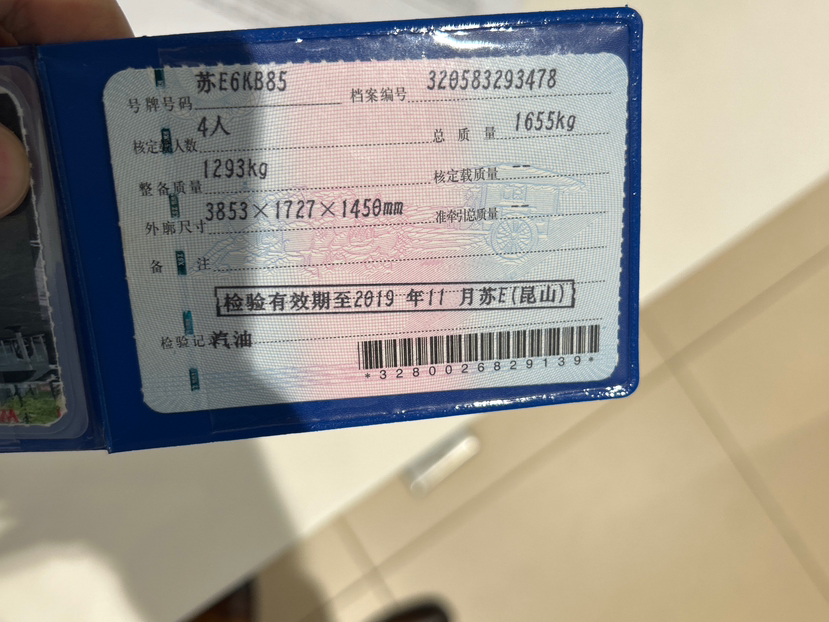 号牌号码 苏E6KB85 档案编号 320583293478
核定载人数 4人 总质量 1655kg
整备质量 1293kg 核定载质量 --
外廓尺寸 3853×1727×1450mm 准牵引总质量 --
备注
检验有效期至2019年11月苏E(昆山)
检验记 汽油
*3280026829139*